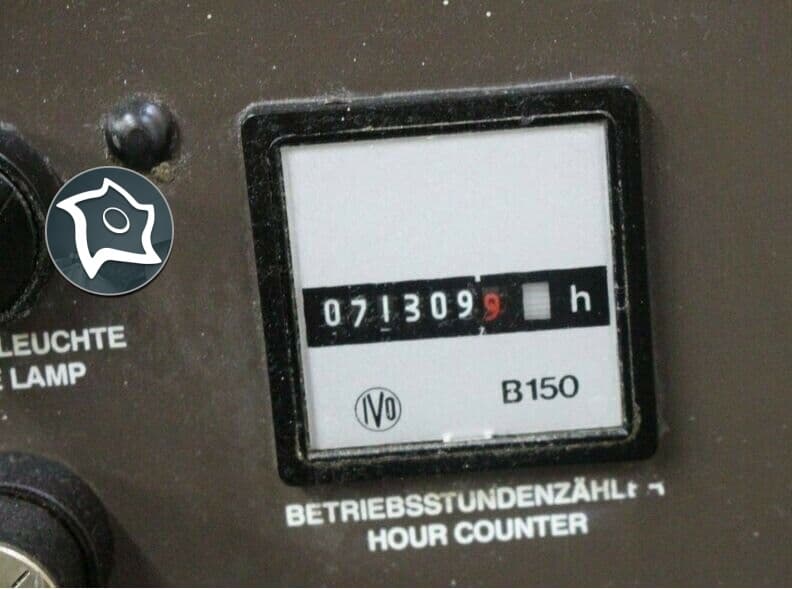 LEUCHTE
LAMP
0713099 h
IVO B150
BETRIEBSSTUNDENZÄHLER
HOUR COUNTER